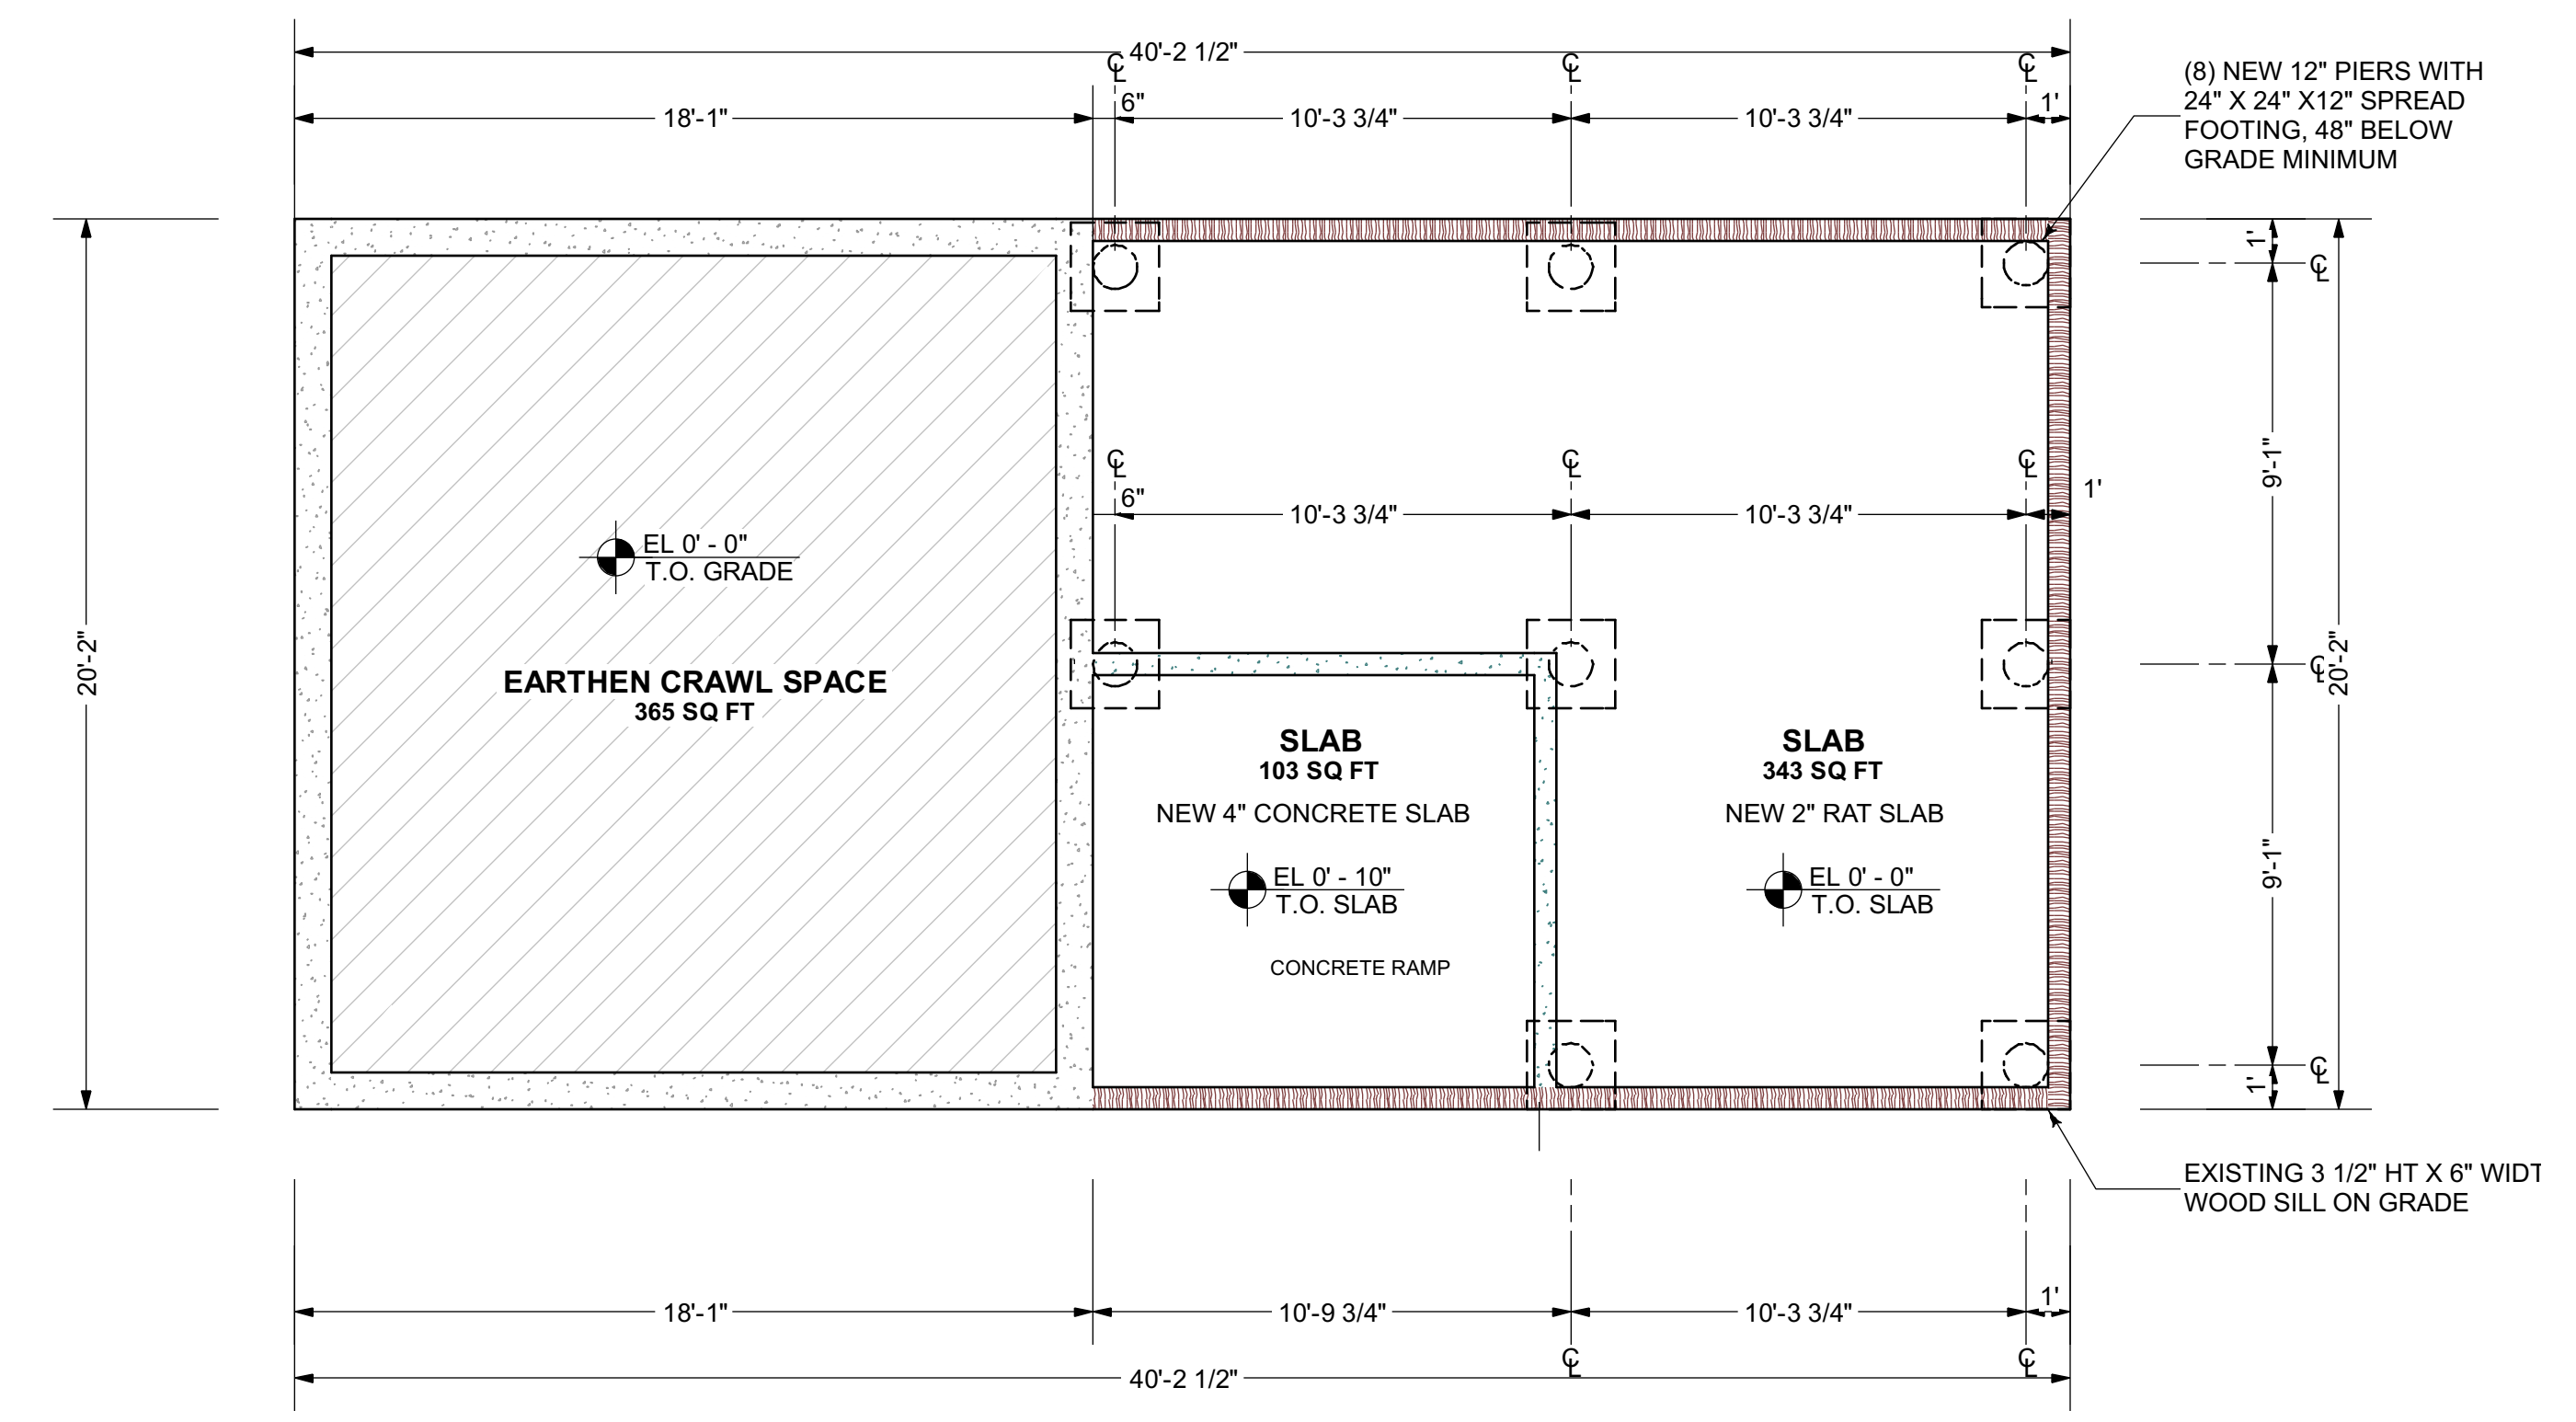 40'-2 1/2"
℄
℄
℄
18'-1"
6"
10'-3 3/4"
10'-3 3/4"
1'
(8) NEW 12" PIERS WITH
24" X 24" X12" SPREAD
FOOTING, 48" BELOW
GRADE MINIMUM
1'
℄
9'-1"
℄
℄
℄
6"
10'-3 3/4"
10'-3 3/4"
1'
EL 0' - 0"
T.O. GRADE
20'-2"
EARTHEN CRAWL SPACE
365 SQ FT
℄
20'-2"
SLAB
103 SQ FT
NEW 4" CONCRETE SLAB
EL 0' - 10"
T.O. SLAB
CONCRETE RAMP
SLAB
343 SQ FT
NEW 2" RAT SLAB
EL 0' - 0"
T.O. SLAB
9'-1"
℄
1'
EXISTING 3 1/2" HT X 6" WIDT
WOOD SILL ON GRADE
18'-1"
10'-9 3/4"
10'-3 3/4"
1'
℄
℄
40'-2 1/2"